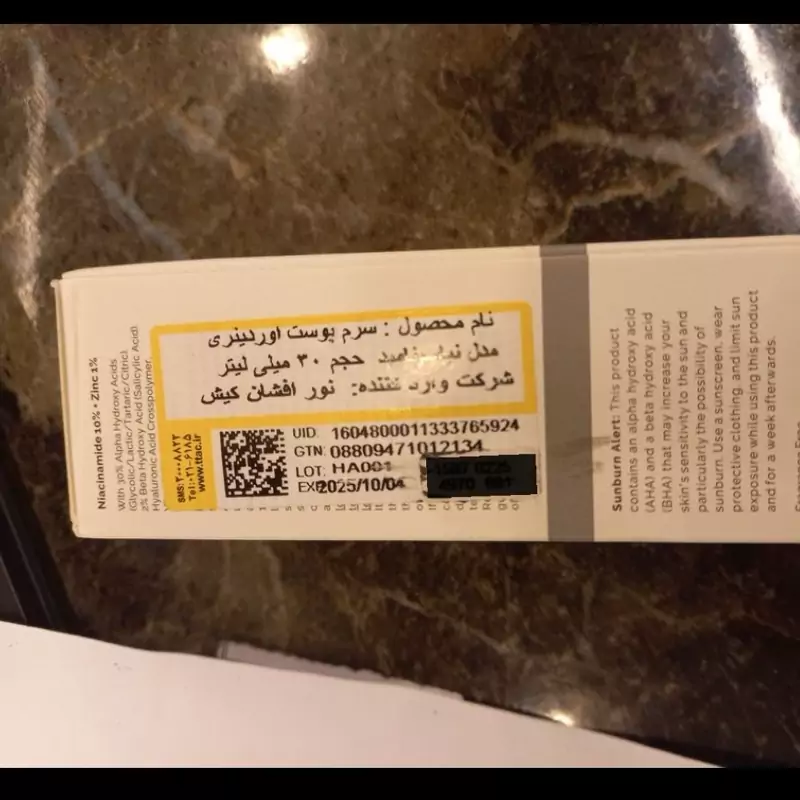 نام محصول : سرم پوست اوردینری
مدل حجم ۳۰ میلی لیتر
شرکت وارد کننده: نور افشان کیش
UID: 1604800011333765924
GTN: 08809471012134
LOT: HA001
EXP 2025/10/04
SMS:۲۰۰۰۸۸۲۲
Tel:۰۲۱-۶۱۸۵
www.ttac.ir
Niacinamide 10% • Zinc 1%
With 30% Alpha Hydroxy Acids
(Glycolic/Lactic/Tartaric/Citric),
2% Beta Hydroxy Acid (Salicylic Acid),
Hyaluronic Acid Crosspolymer,
Sunburn Alert: This product
contains an alpha hydroxy acid
(AHA) and a beta hydroxy acid
(BHA) that may increase your
skin's sensitivity to the sun and
particularly the possibility of
sunburn. Use a sunscreen, wear
protective clothing, and limit sun
exposure while using this product
and for a week afterwards.